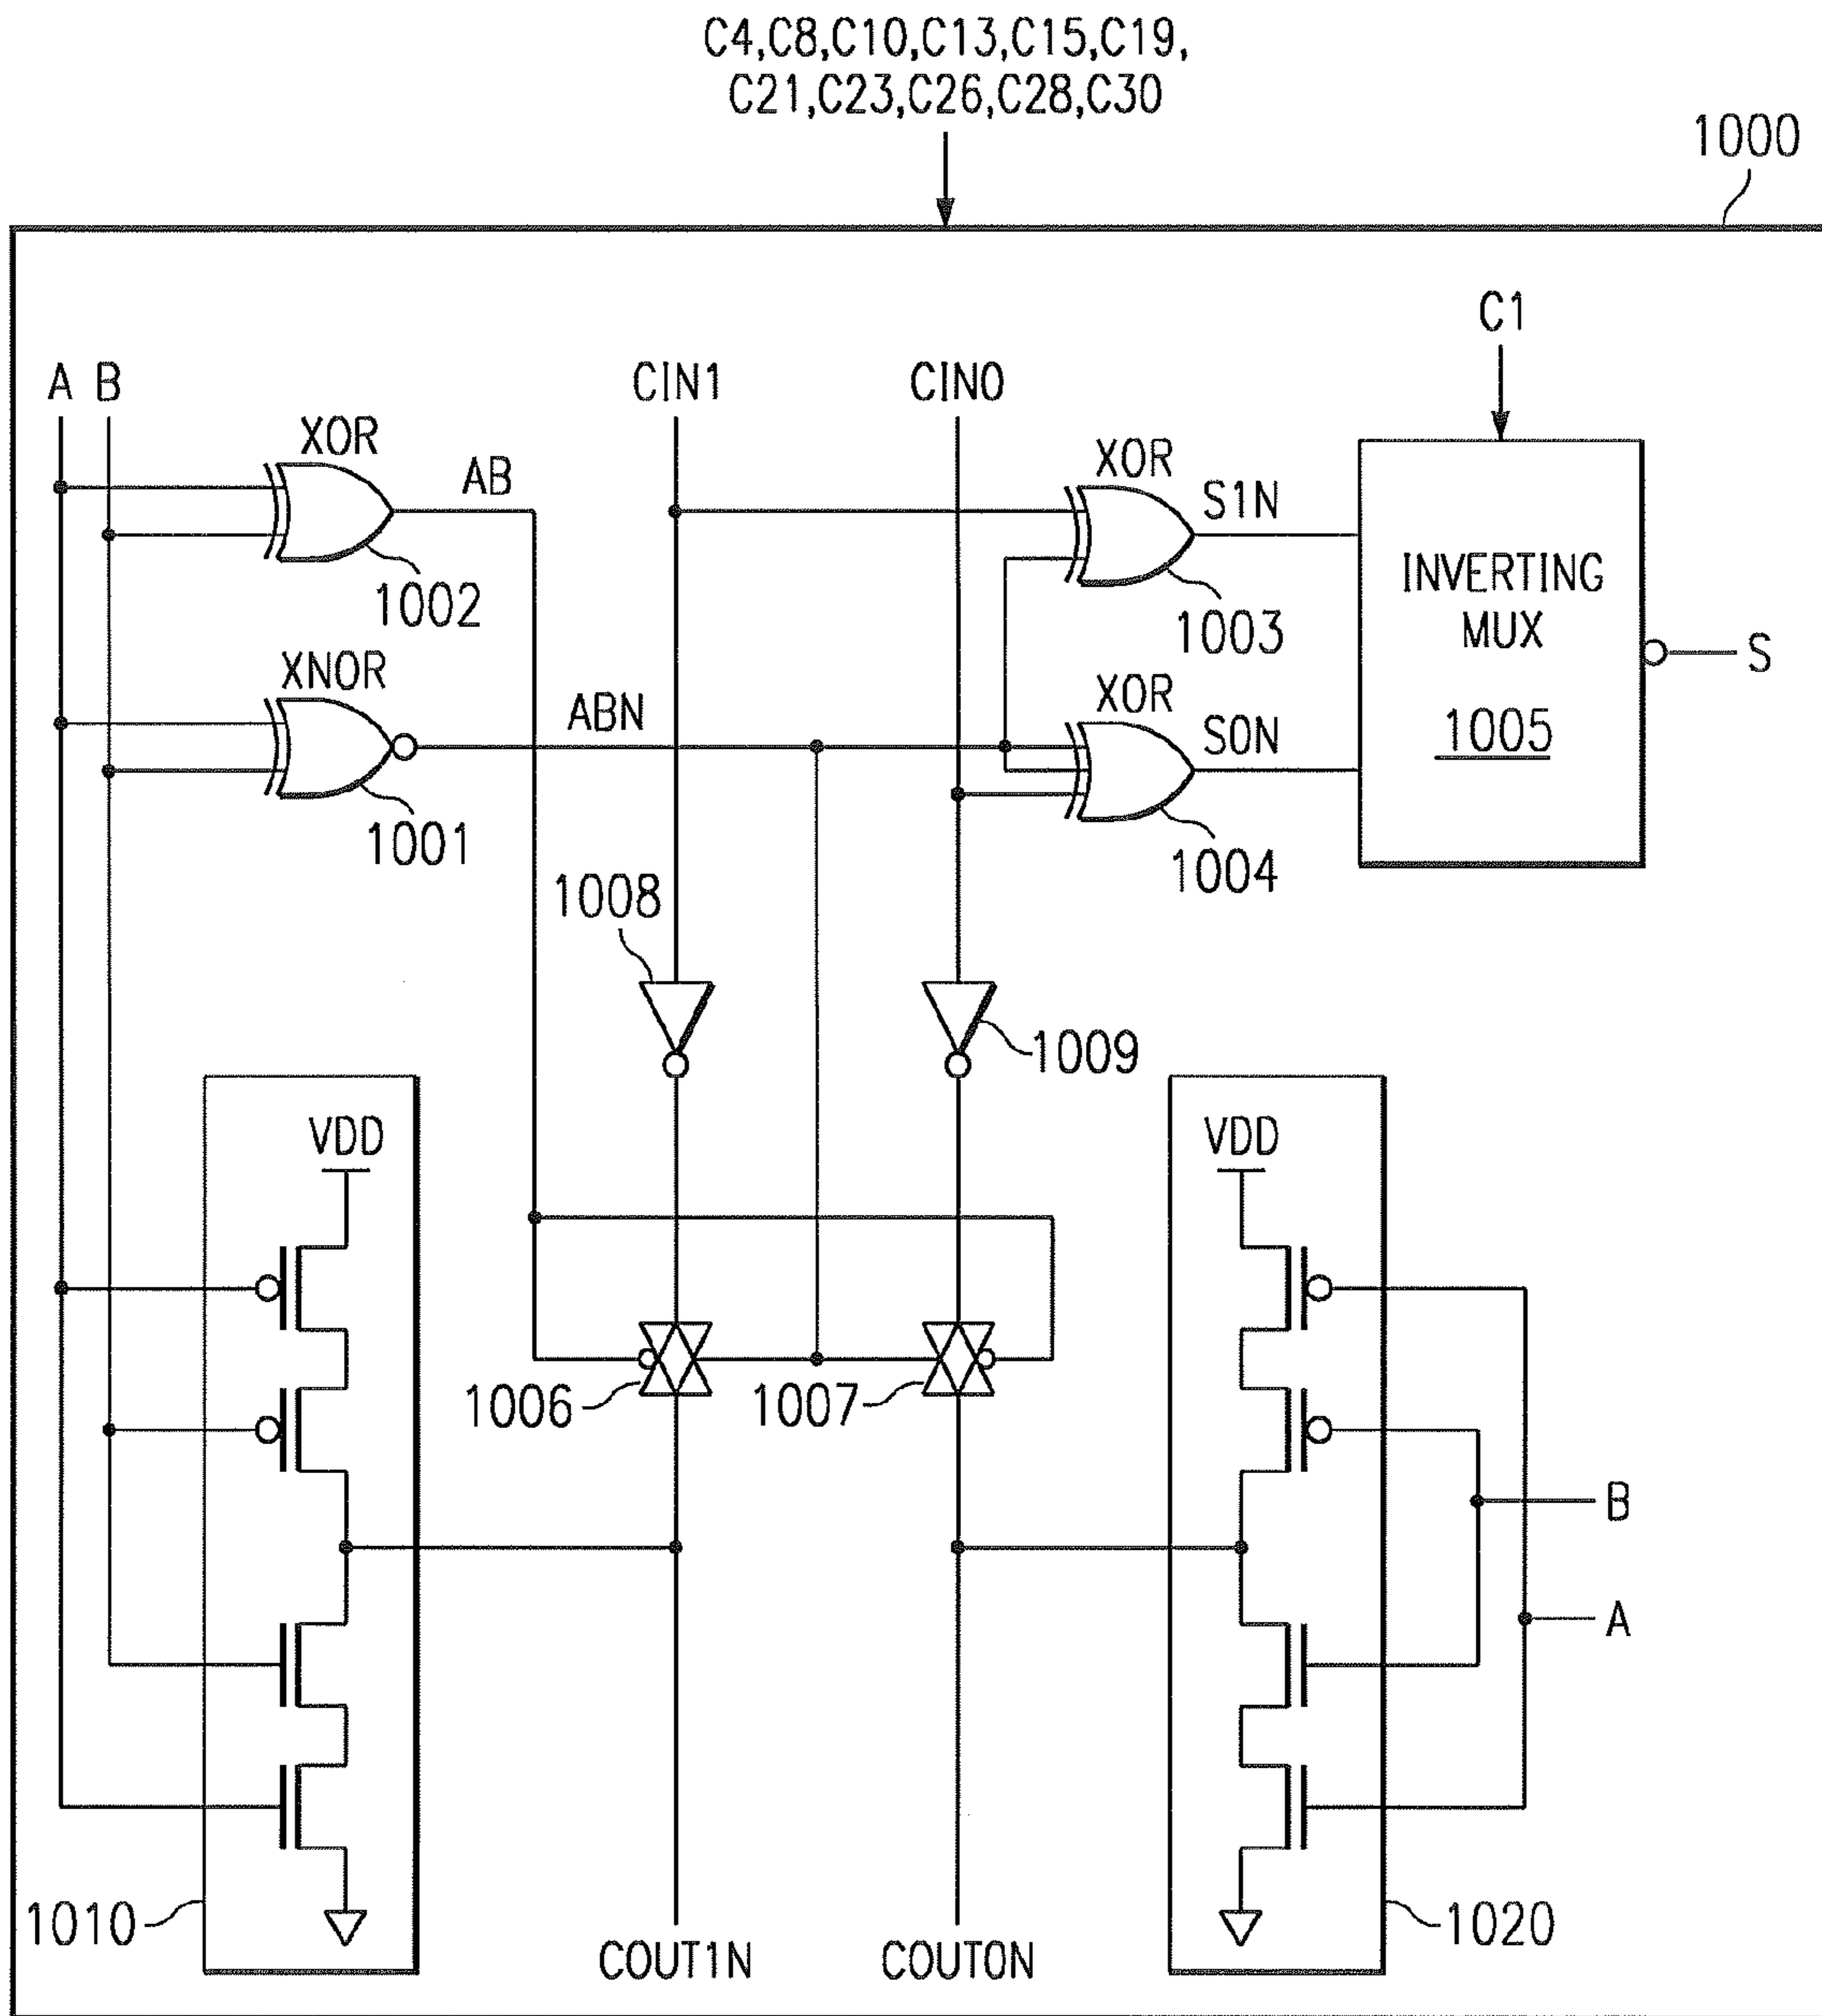 C4,C8,C10,C13,C15,C19,
C21,C23,C26,C28,C30
1000
C1
A B CIN1 CIN0
XOR
AB
1002
XOR
S1N
1003
INVERTING
MUX
1005
S
XNOR
ABN
1001
XOR
S0N
1004
1008
1009
VDD
VDD
1006
1007
B
A
1010
COUT1N
COUT0N
1020